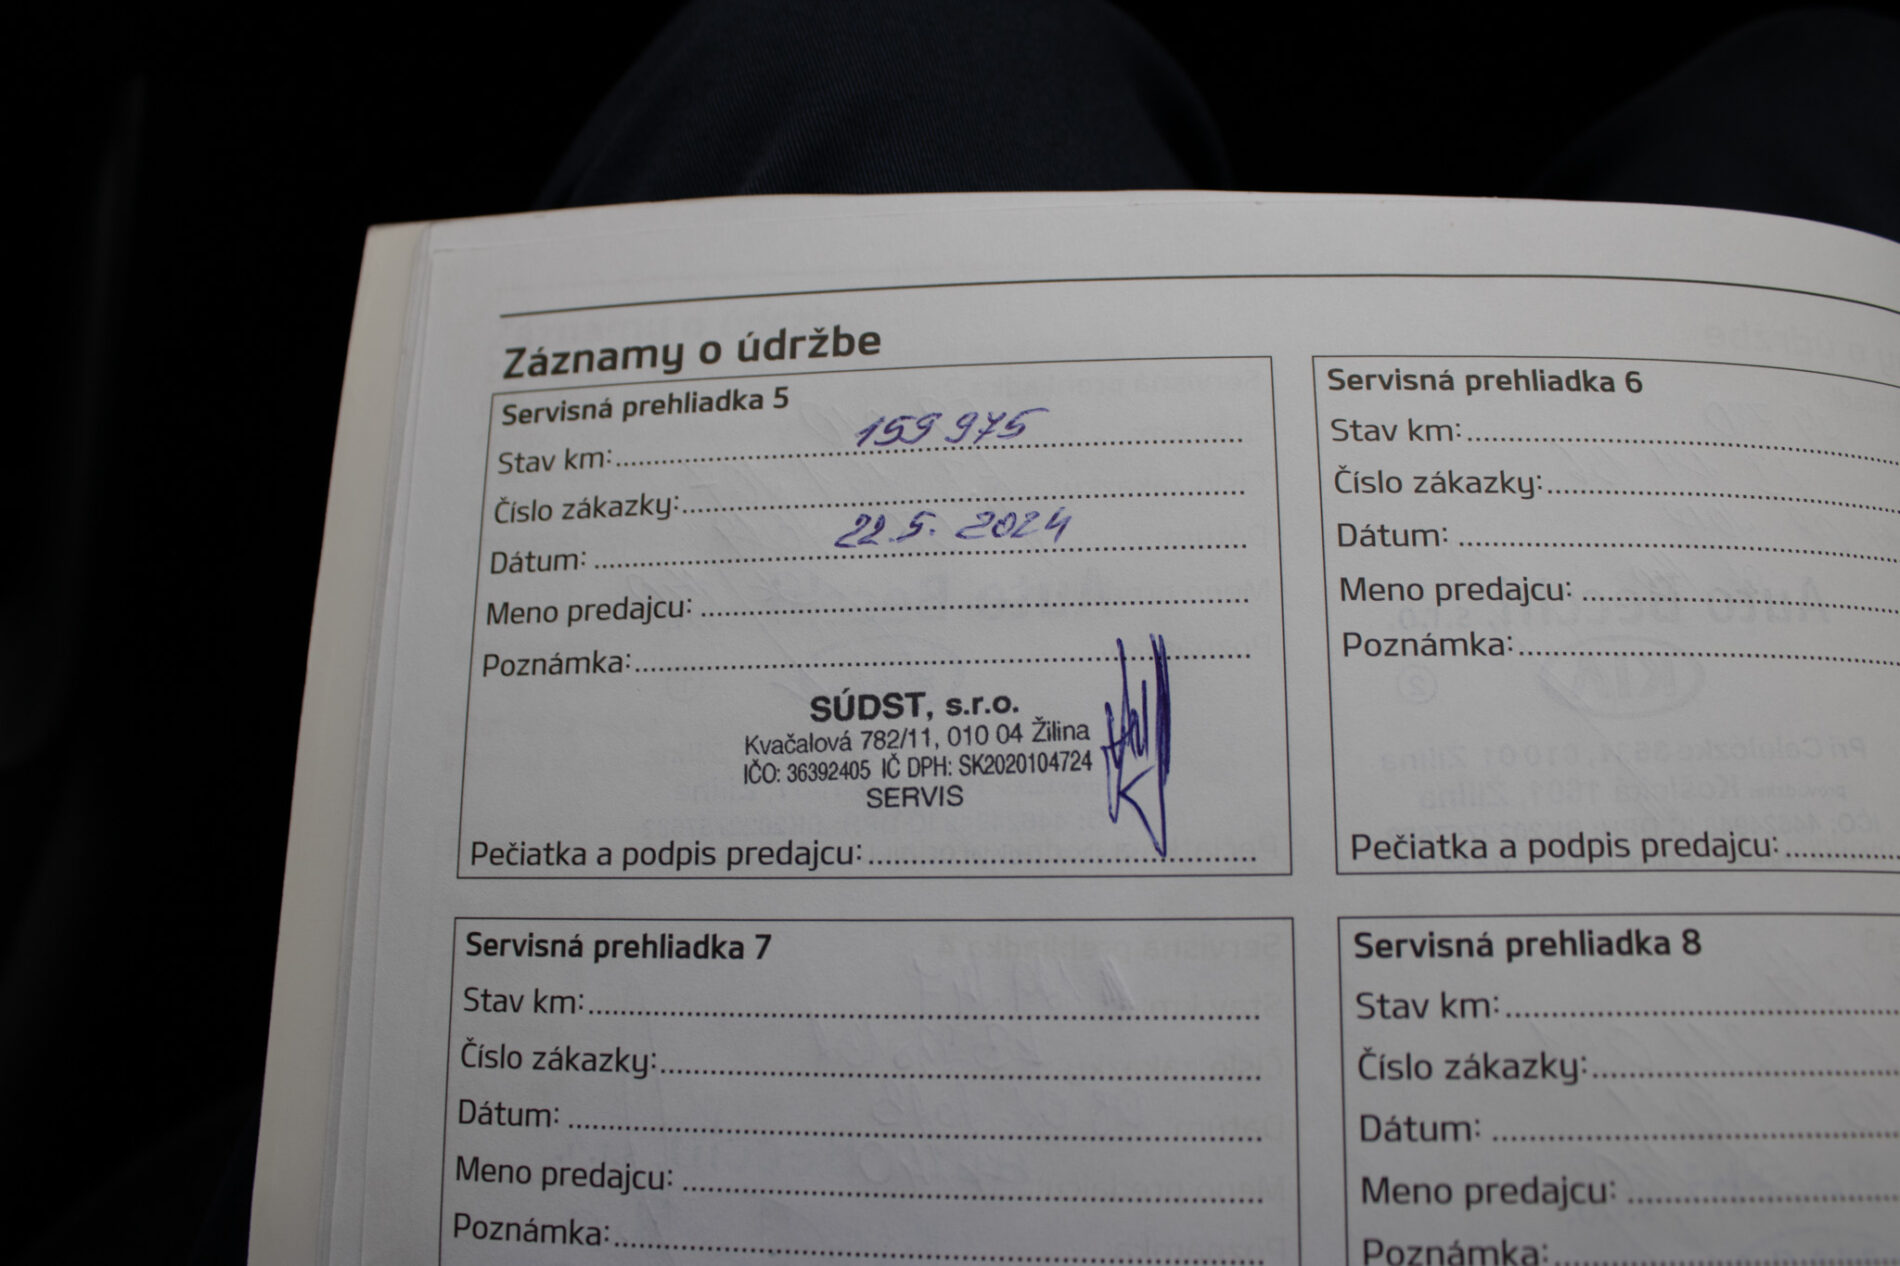 Záznamy o údržbe
Servisná prehliadka 5
Stav km: 159 975
Číslo zákazky:
Dátum: 22.5. 2024
Meno predajcu:
Poznámka:
SÚDST, s.r.o.
Kvačalová 782/11, 010 04 Žilina
IČO: 36392405 IČ DPH: SK2020104724
SERVIS
Pečiatka a podpis predajcu:
Servisná prehliadka 6
Stav km:
Číslo zákazky:
Dátum:
Meno predajcu:
Poznámka:
Pečiatka a podpis predajcu:
Servisná prehliadka 7
Stav km:
Číslo zákazky:
Dátum:
Meno predajcu:
Poznámka:
Servisná prehliadka 8
Stav km:
Číslo zákazky:
Dátum:
Meno predajcu:
Poznámka: